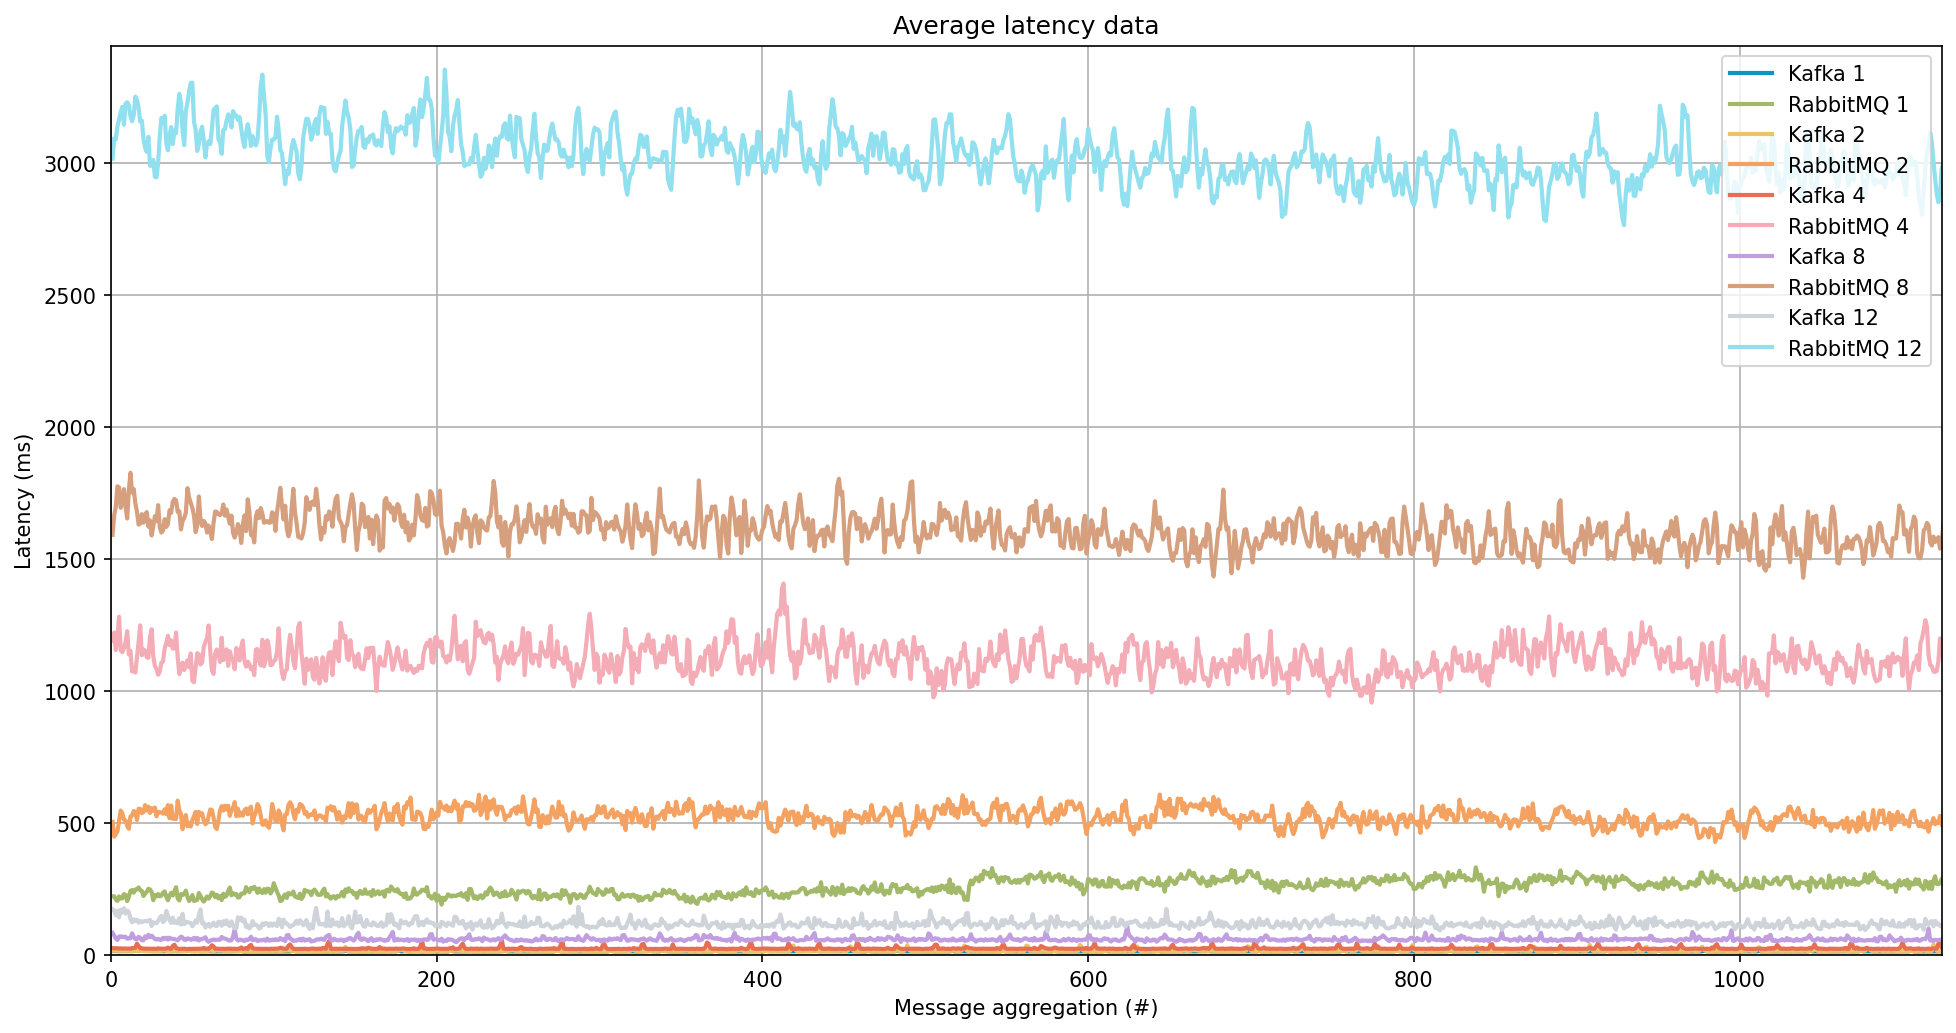 Average latency data
Kafka 1
RabbitMQ 1
Kafka 2
RabbitMQ 2
Kafka 4
RabbitMQ 4
Kafka 8
RabbitMQ 8
Kafka 12
RabbitMQ 12
Latency (ms)
3000
2500
2000
1500
1000
500
0
0
200
400
600
800
1000
Message aggregation (#)